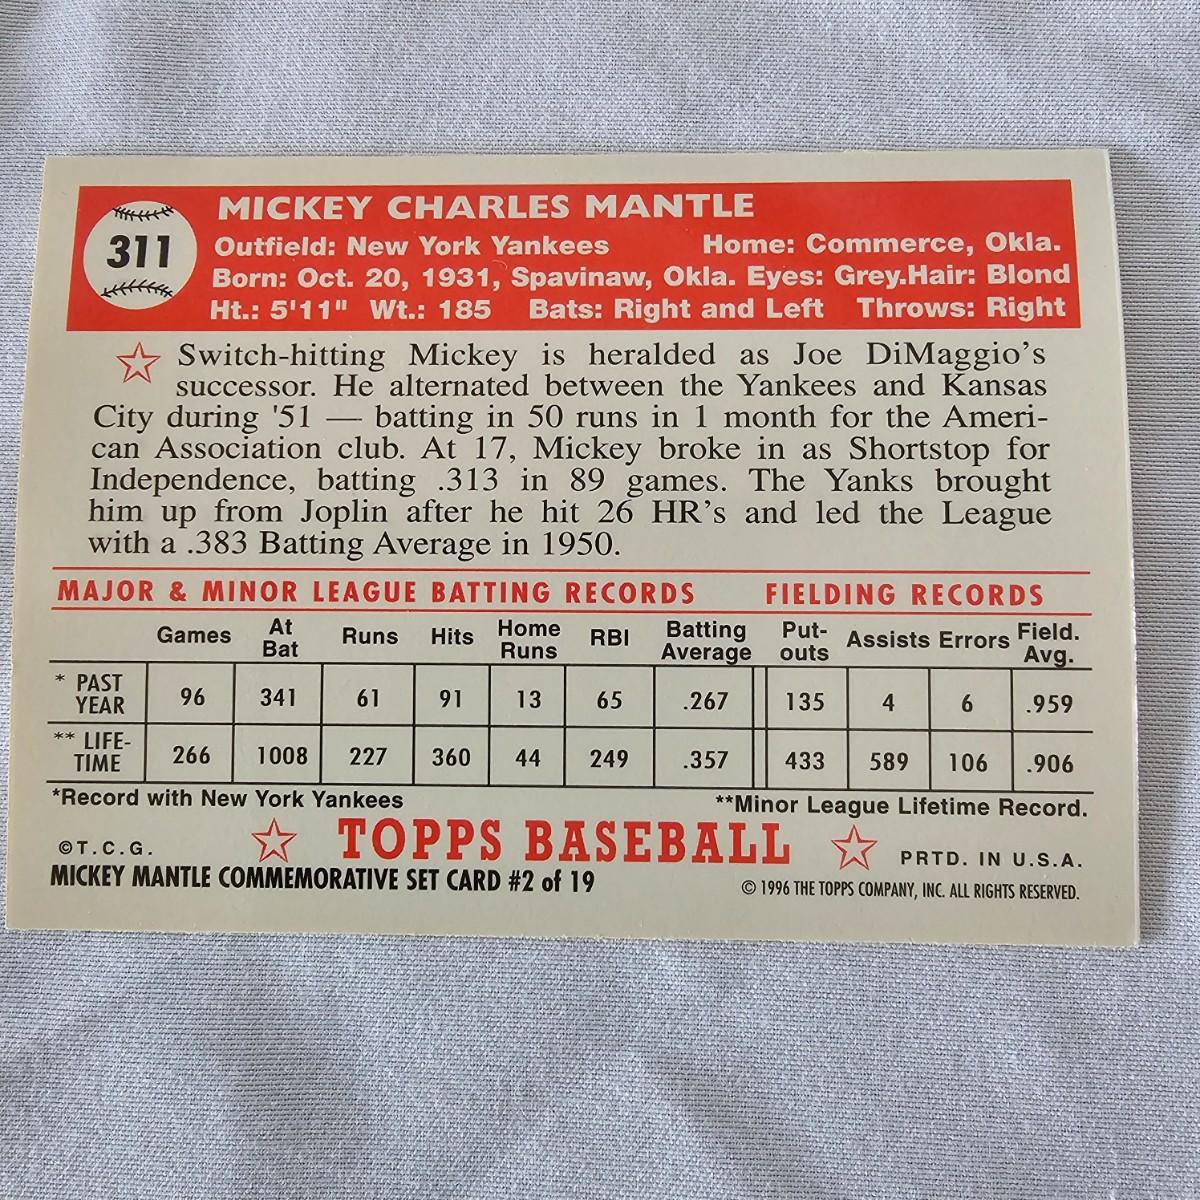 311
MICKEY CHARLES MANTLE
Outfield: New York Yankees Home: Commerce, Okla.
Born: Oct. 20, 1931, Spavinaw, Okla. Eyes: Grey.Hair: Blond
Ht.: 5'11" Wt.: 185 Bats: Right and Left Throws: Right
Switch-hitting Mickey is heralded as Joe DiMaggio's
successor. He alternated between the Yankees and Kansas
City during '51 — batting in 50 runs in 1 month for the Ameri-
can Association club. At 17, Mickey broke in as Shortstop for
Independence, batting .313 in 89 games. The Yanks brought
him up from Joplin after he hit 26 HR's and led the League
with a .383 Batting Average in 1950.
MAJOR & MINOR LEAGUE BATTING RECORDS FIELDING RECORDS
Games At Bat Runs Hits Home Runs RBI Batting Average Put-outs Assists Errors Field. Avg.
* PAST YEAR 96 341 61 91 13 65 .267 135 4 6 .959
** LIFE-TIME 266 1008 227 360 44 249 .357 433 589 106 .906
*Record with New York Yankees **Minor League Lifetime Record.
©T.C.G. TOPPS BASEBALL PRTD. IN U.S.A.
MICKEY MANTLE COMMEMORATIVE SET CARD #2 of 19 © 1996 THE TOPPS COMPANY, INC. ALL RIGHTS RESERVED.